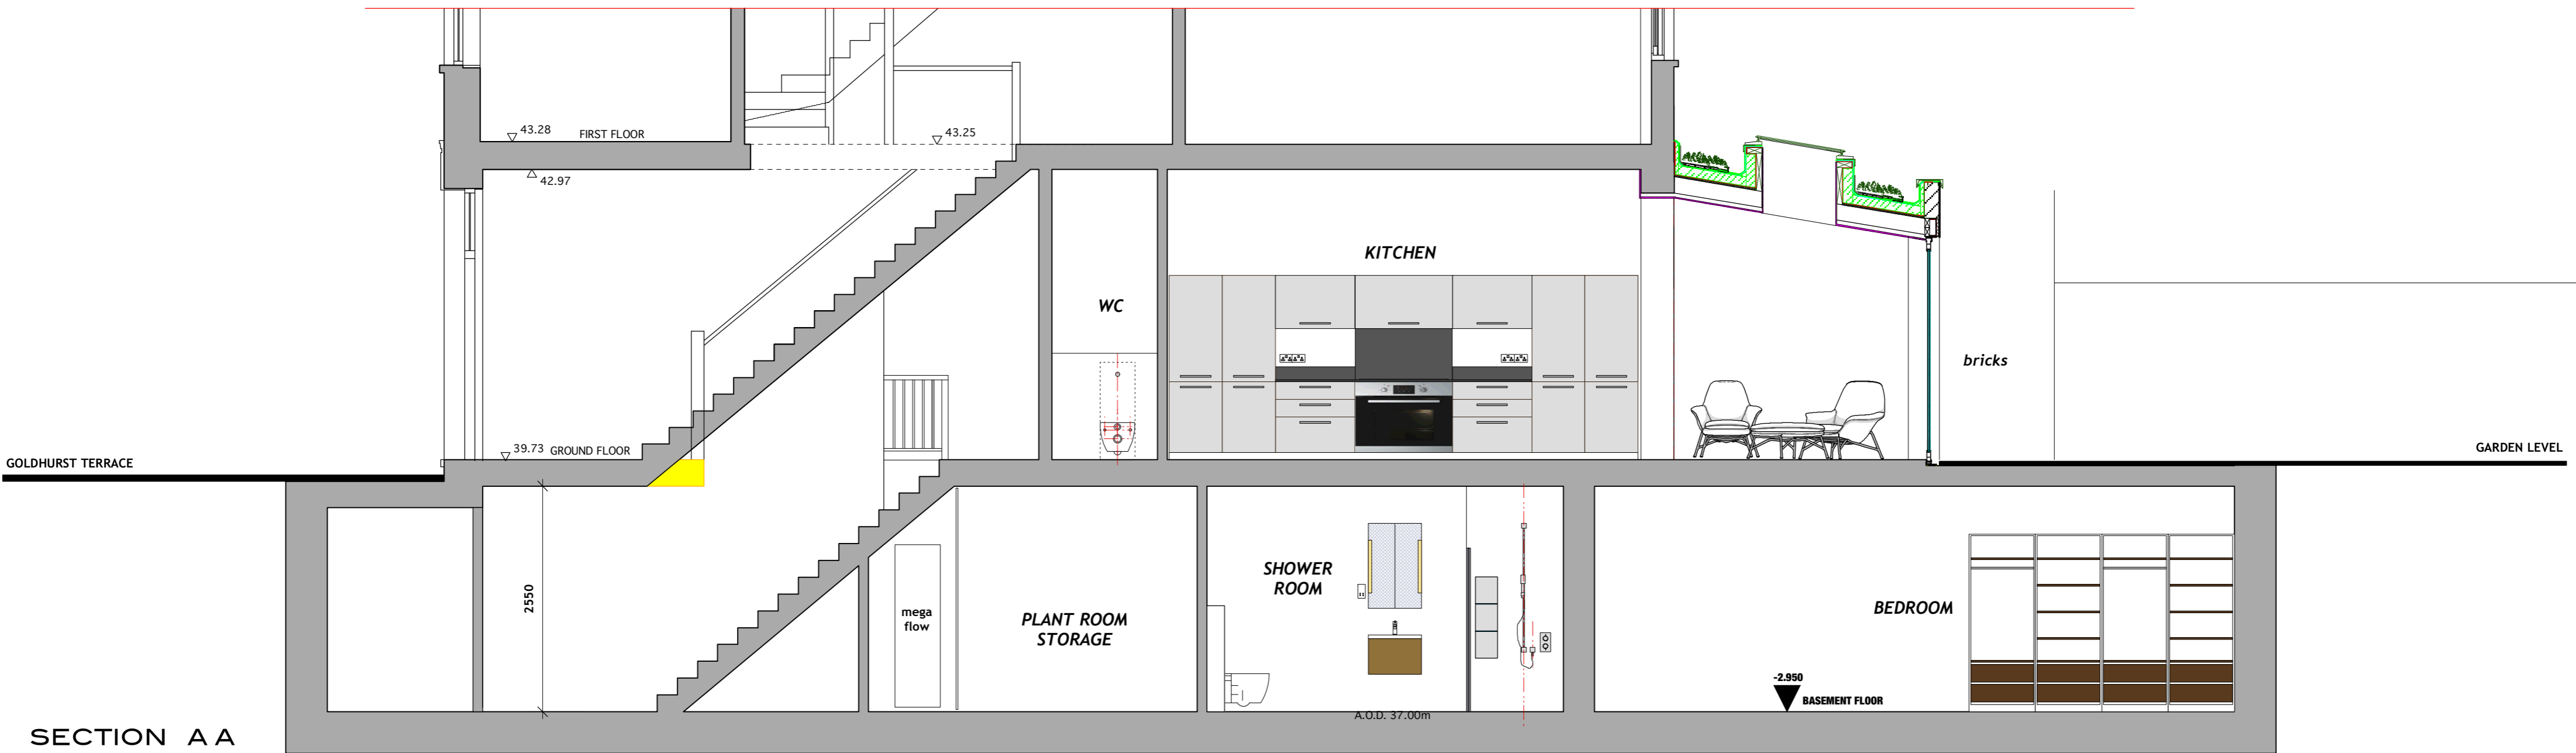 43.28
FIRST FLOOR
43.25
42.97
KITCHEN
WC
bricks
39.73 GROUND FLOOR
GOLDHURST TERRACE
GARDEN LEVEL
2550
mega
flow
PLANT ROOM
STORAGE
SHOWER
ROOM
BEDROOM
-2.950
BASEMENT FLOOR
A.O.D. 37.00m
SECTION AA